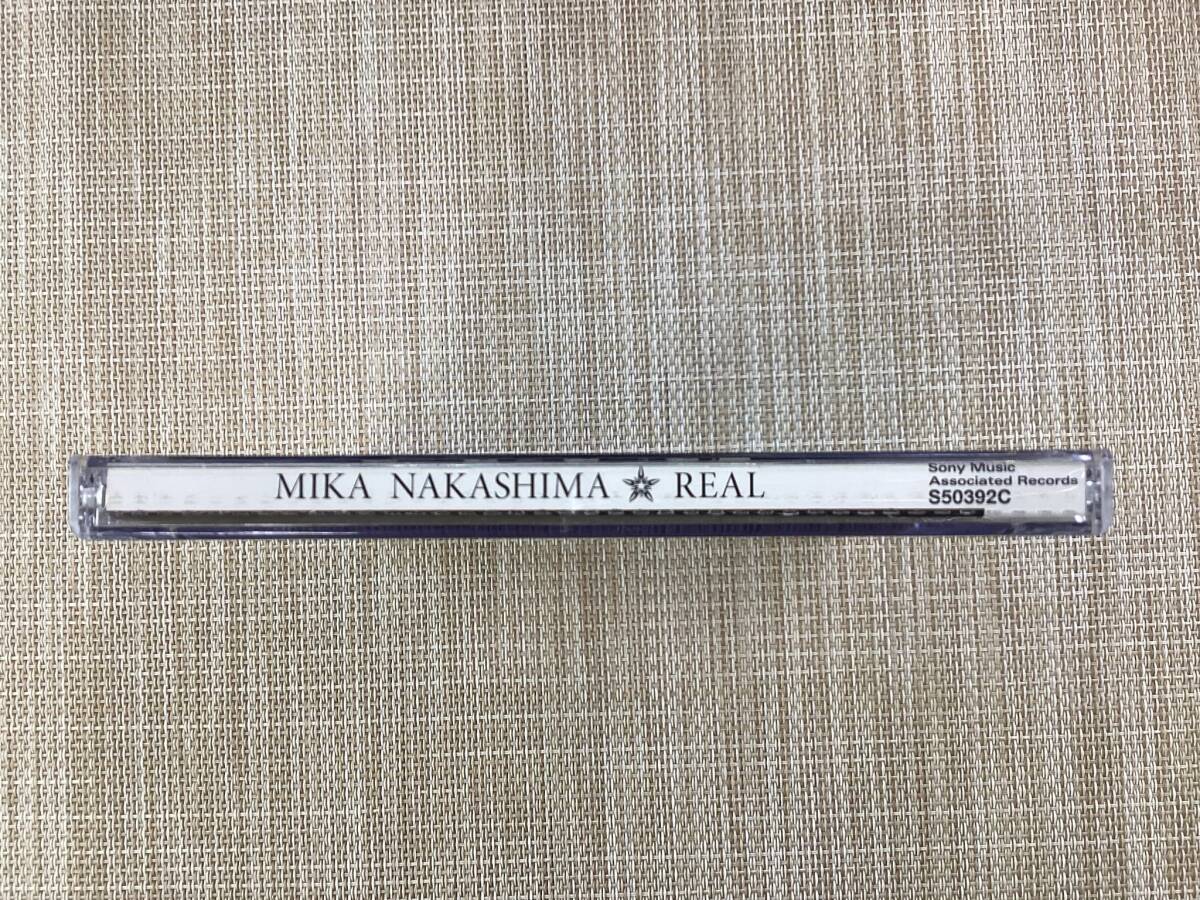 MIKA NAKASHIMA ★ REAL
Sony Music
Associated Records
S50392C